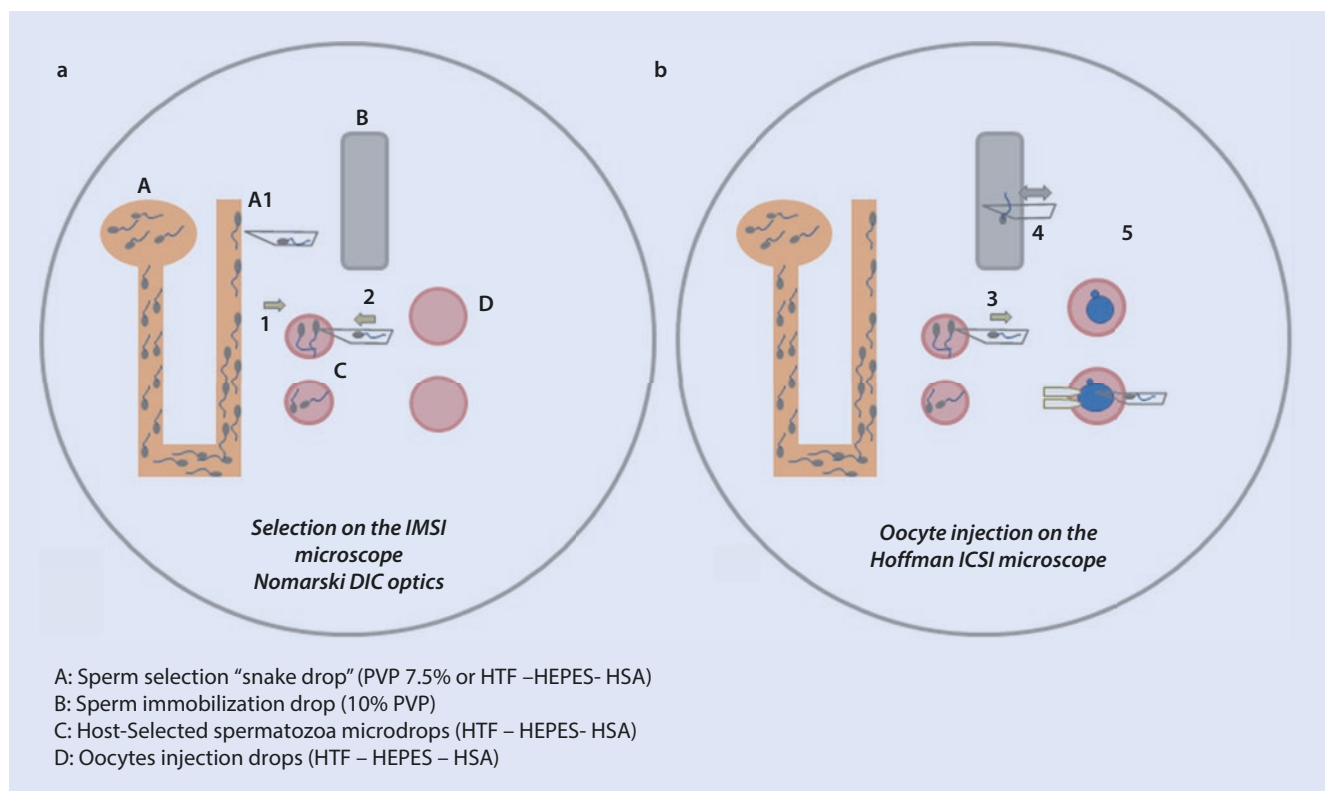 a
b
B
A
A1
2
D
1
C
4
5
3
Selection on the IMSI
microscope
Nomarski DIC optics
Oocyte injection on the
Hoffman ICSI microscope
A: Sperm selection “snake drop” (PVP 7.5% or HTF –HEPES- HSA)
B: Sperm immobilization drop (10% PVP)
C: Host-Selected spermatozoa microdrops (HTF – HEPES- HSA)
D: Oocytes injection drops (HTF – HEPES – HSA)